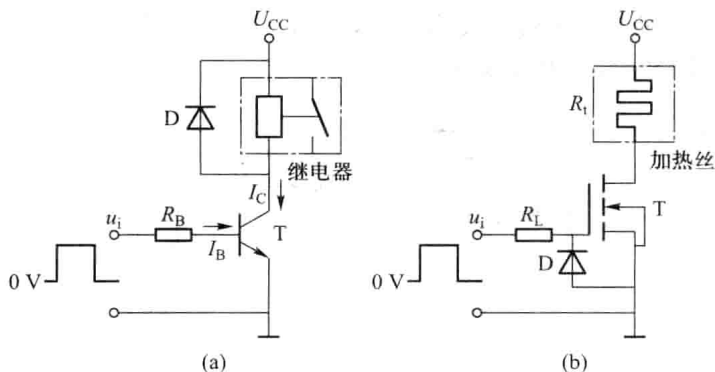 U_CC
D
继电器
I_C
u_i
R_B
I_B
T
0 V
(a)
U_CC
R_t
加热丝
u_i
R_L
T
D
0 V
(b)